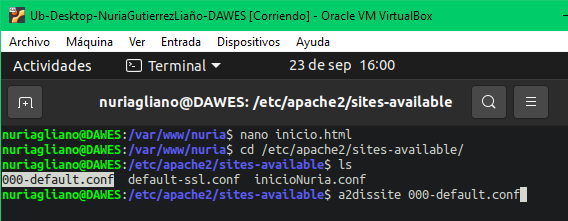 Ub-Desktop-NuriaGutierrezLiaño-DAWES [Corriendo] - Oracle VM VirtualBox
Archivo Máquina Ver Entrada Dispositivos Ayuda
Actividades Terminal 23 de sep 16:00
nuriagliano@DAWES: /etc/apache2/sites-available
nuriagliano@DAWES:/var/www/nuria$ nano inicio.html
nuriagliano@DAWES:/var/www/nuria$ cd /etc/apache2/sites-available/
nuriagliano@DAWES:/etc/apache2/sites-available$ ls
000-default.conf default-ssl.conf inicioNuria.conf
nuriagliano@DAWES:/etc/apache2/sites-available$ a2dissite 000-default.conf